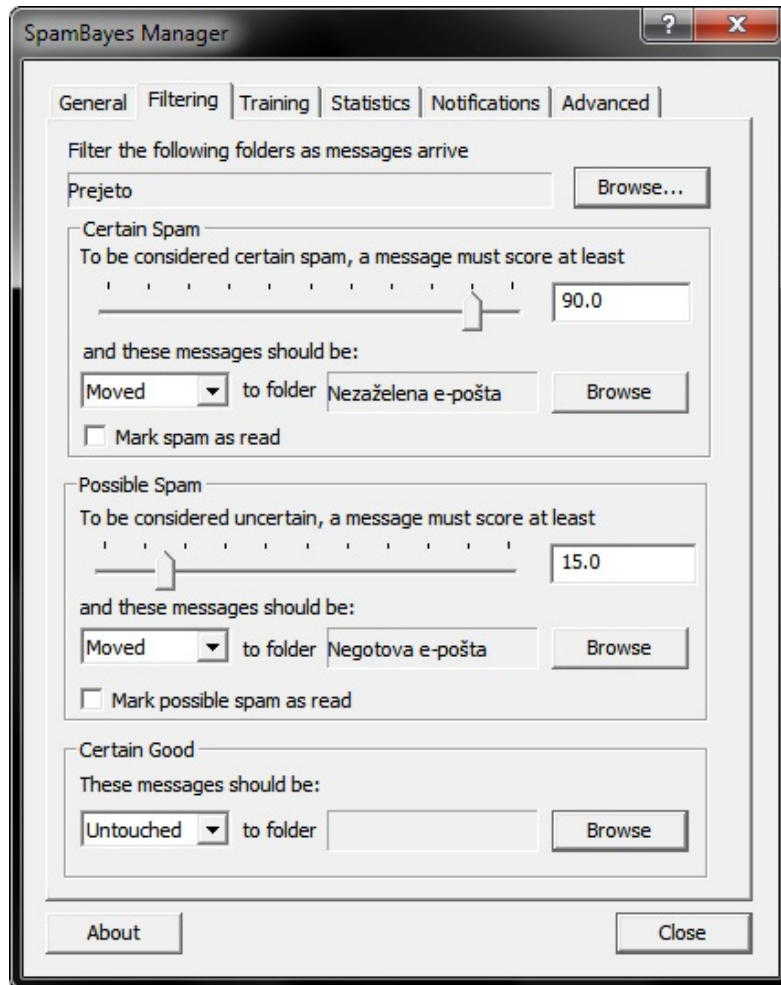 SpamBayes Manager
? X
General Filtering Training Statistics Notifications Advanced
Filter the following folders as messages arrive
Prejeto Browse...
Certain Spam
To be considered certain spam, a message must score at least
90.0
and these messages should be:
Moved to folder Nezaželena e-pošta Browse
Mark spam as read
Possible Spam
To be considered uncertain, a message must score at least
15.0
and these messages should be:
Moved to folder Negotova e-pošta Browse
Mark possible spam as read
Certain Good
These messages should be:
Untouched to folder Browse
About Close